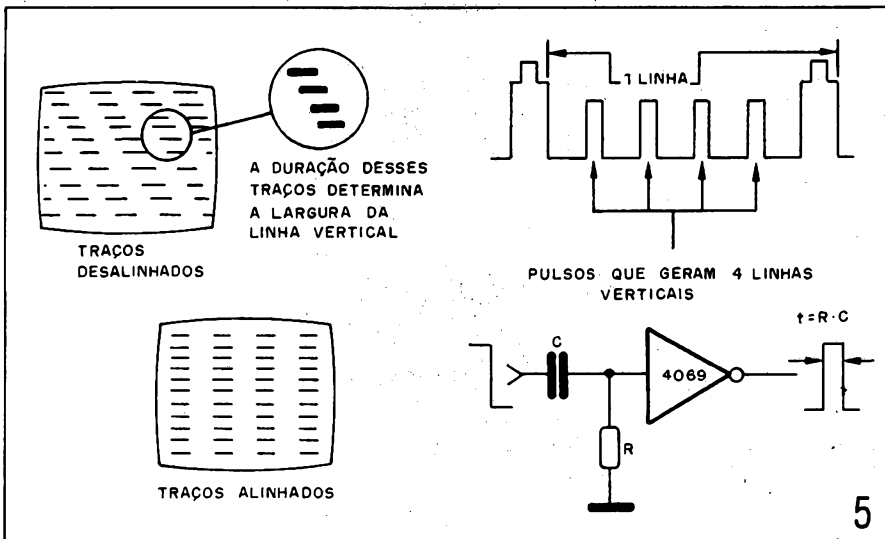 A DURAÇÃO DESSES
TRAÇOS DETERMINA
A LARGURA DA
LINHA VERTICAL
TRAÇOS
DESALINHADOS
TRAÇOS ALINHADOS
1 LINHA
PULSOS QUE GERAM 4 LINHAS
VERTICAIS
t=R·C
C
4069
R
5